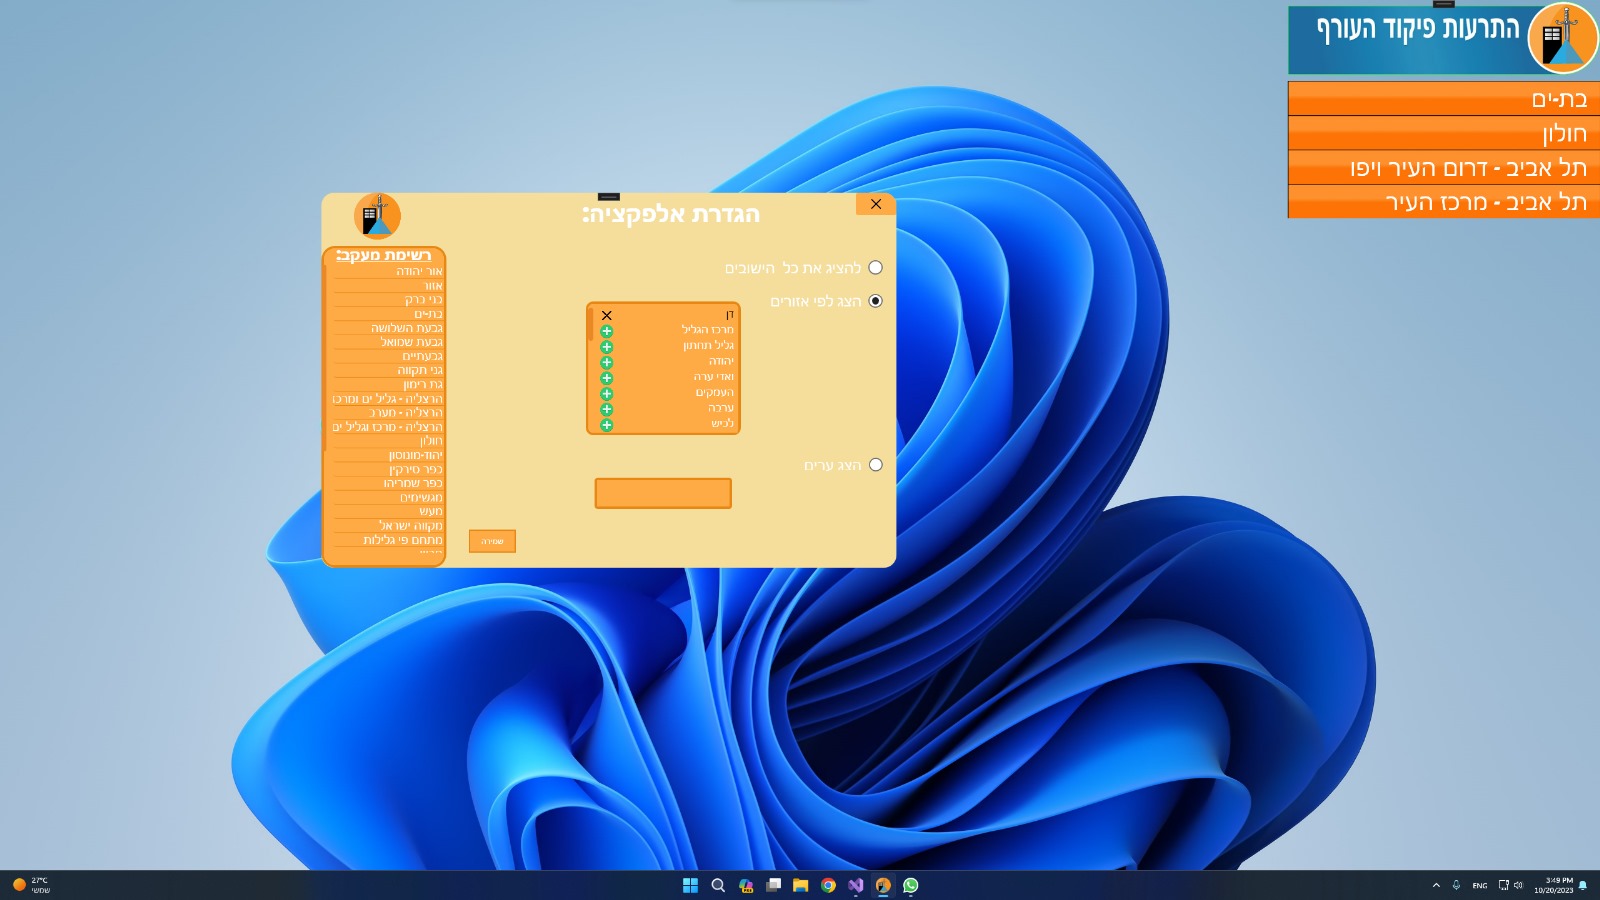 התרעות פיקוד העורף
בת-ים
חולון
תל אביב - דרום העיר ויפו
תל אביב - מרכז העיר
הגדרת אלפקציה:
להציג את כל הישובים
הצג לפי אזורים
דן
מרכז הגליל
גליל תחתון
יהודה
ואדי ערה
העמקים
ערבה
לכיש
הצג ערים
שמירה
רשימת מעקב:
אור יהודה
אזור
בני ברק
בת-ים
גבעת השלושה
גבעת שמואל
גבעתיים
גני תקווה
גת רימון
הרצליה - גליל ים ומרכז
הרצליה - מערב
הרצליה - מרכז וגליל ים
חולון
יהוד-מונוסון
כפר סירקין
כפר שמריהו
מגשימים
מעש
מקווה ישראל
מתחם פי גלילות
27°C
שמשי
ENG
3:49 PM
10/20/2023